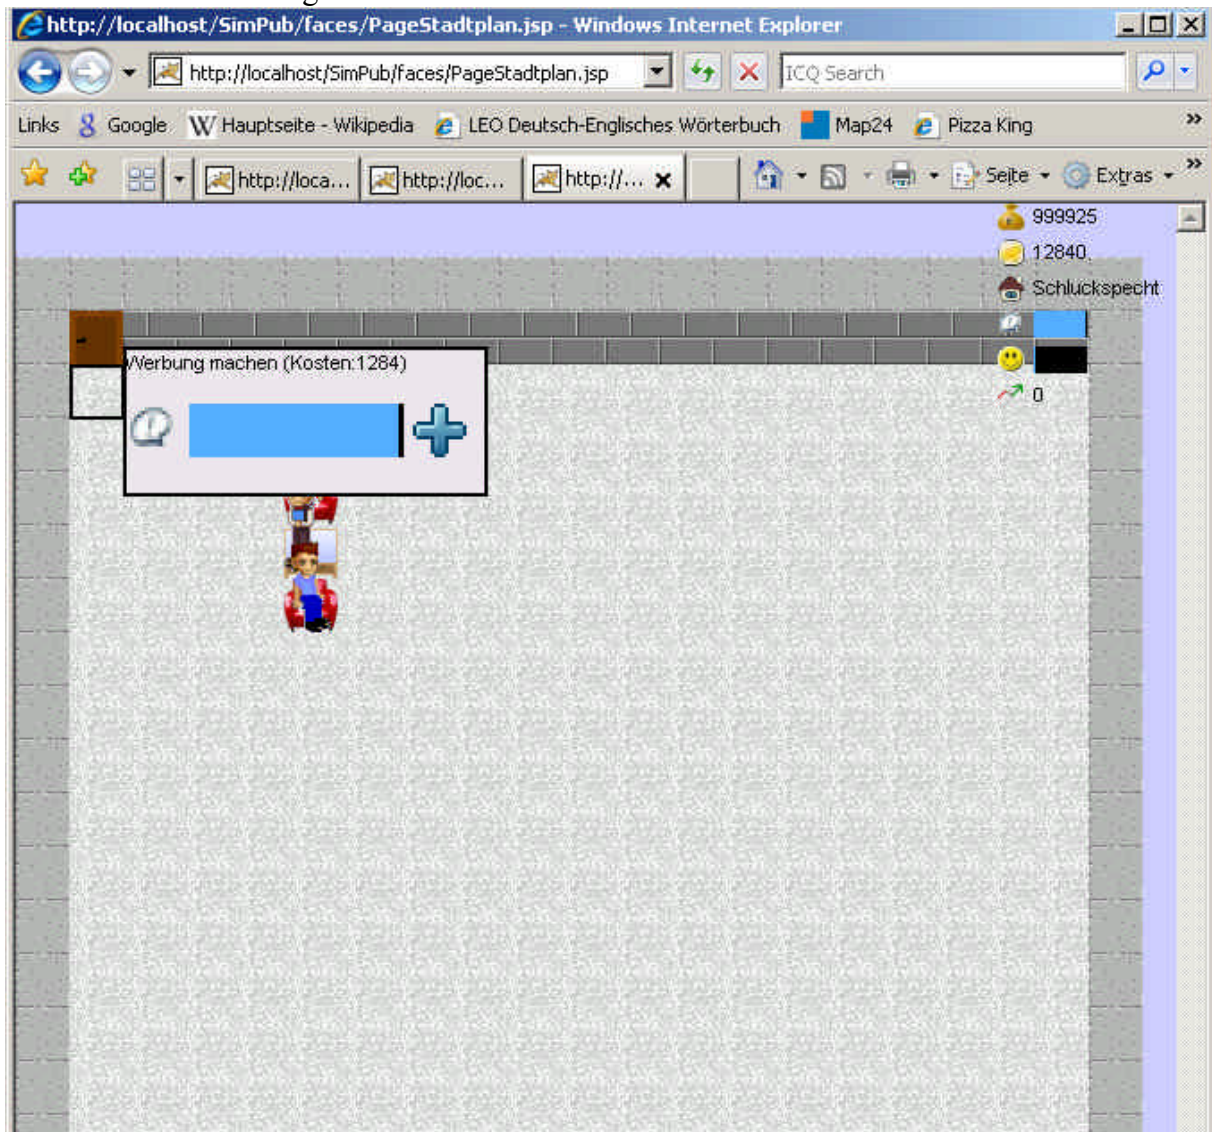 http://localhost/SimPub/faces/PageStadtplan.jsp - Windows Internet Explorer
http://localhost/SimPub/faces/PageStadtplan.jsp ICQ Search
Links Google W Hauptseite - Wikipedia LEO Deutsch-Englisches Wörterbuch Map24 Pizza King »
http://loca... http://loc... http://... Seite Extras »
999925
12840
Schluckspecht
Werbung machen (Kosten:1284)
0